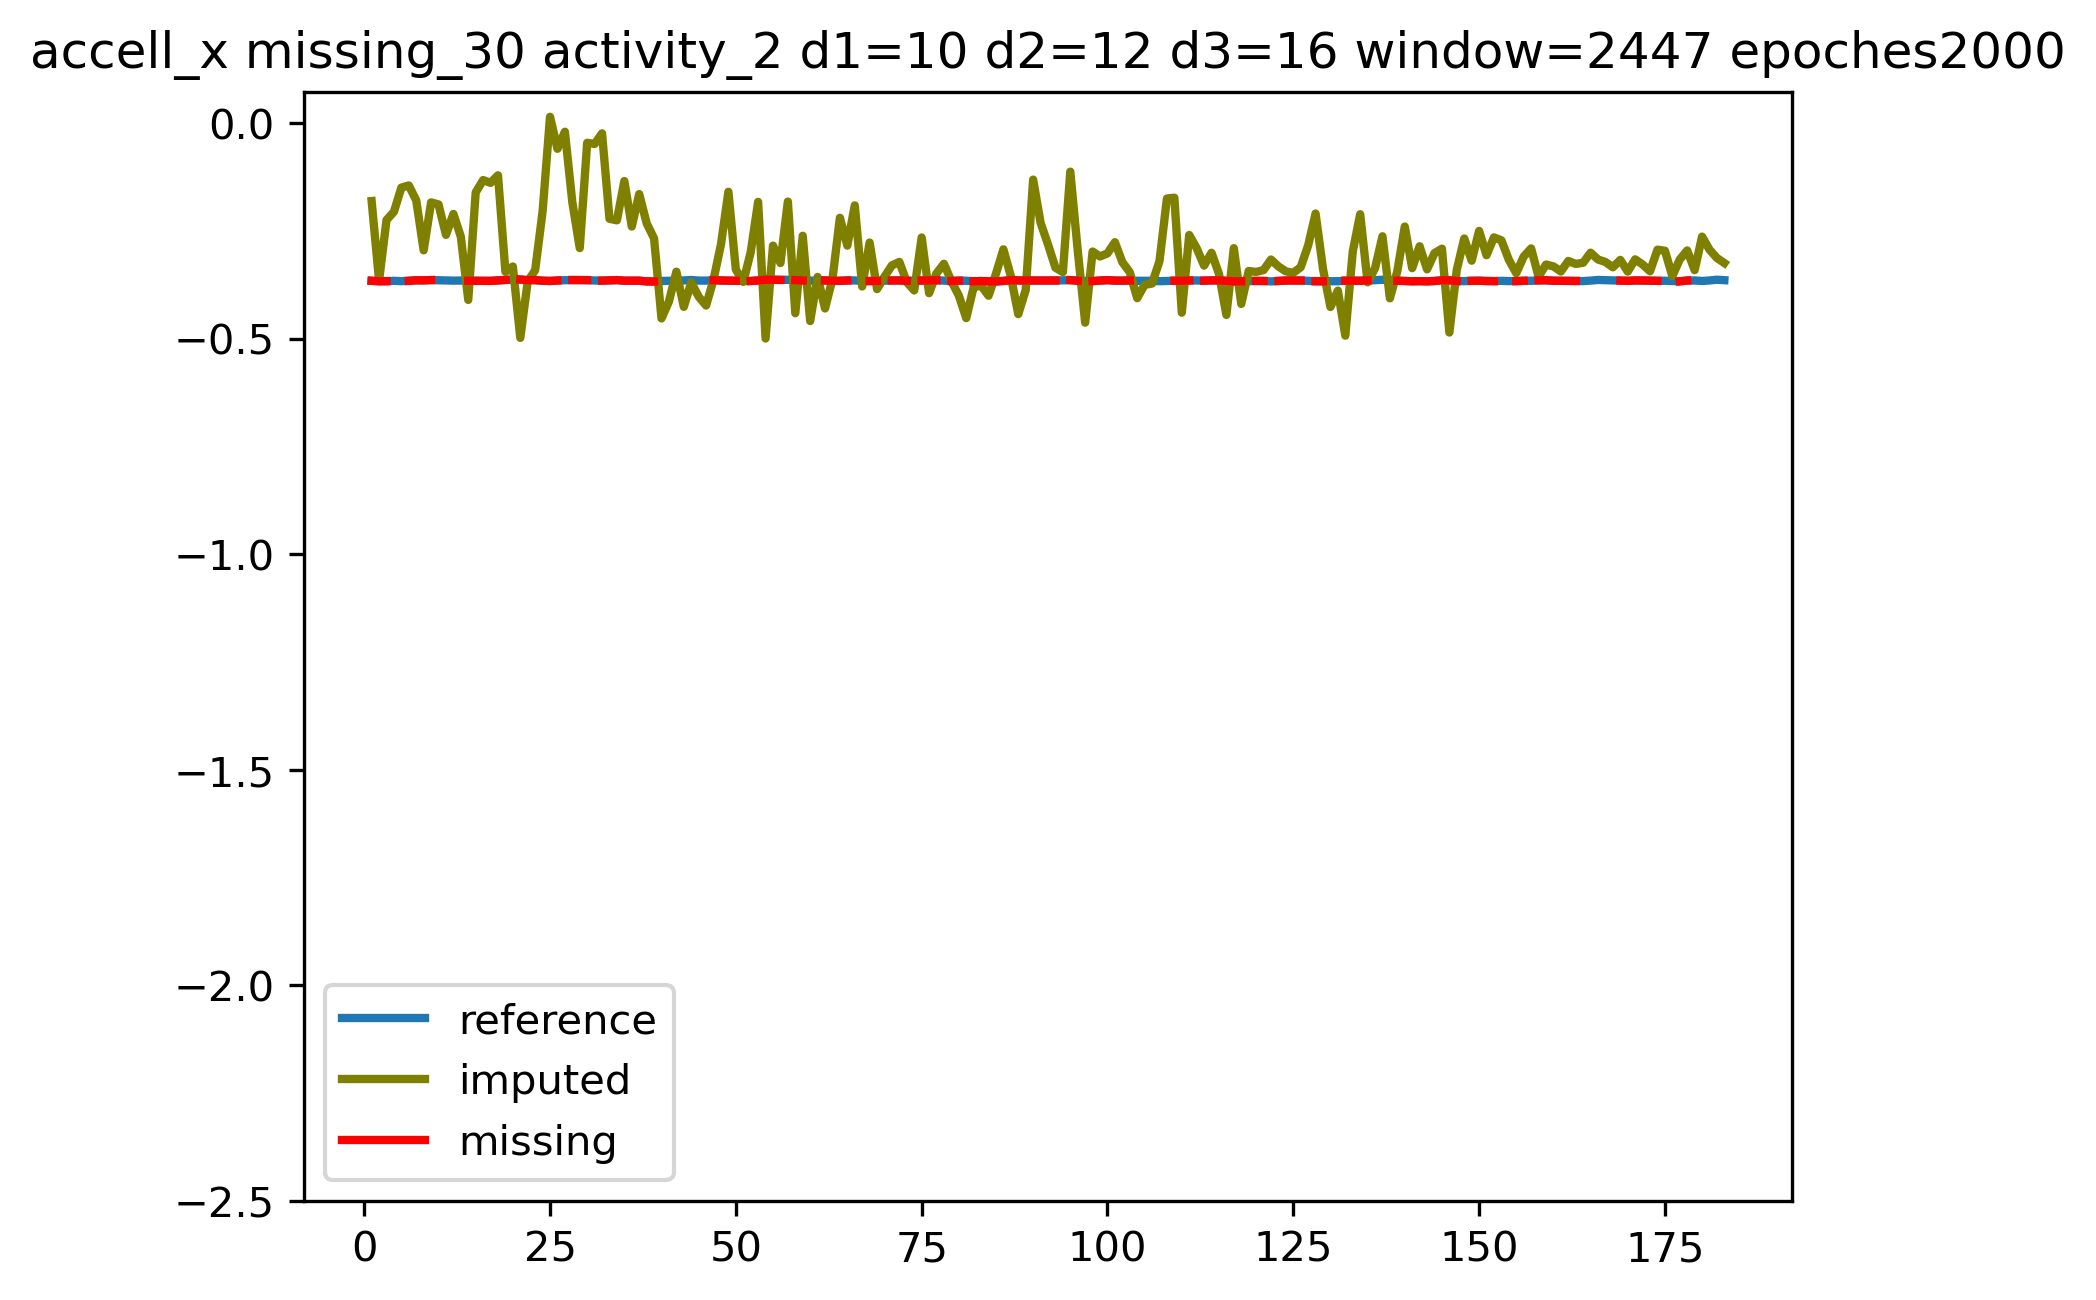 accell_x missing_30 activity_2 d1=10 d2=12 d3=16 window=2447 epoches2000
0.0
−0.5
−1.0
−1.5
−2.0
−2.5
reference
imputed
missing
0 25 50 75 100 125 150 175